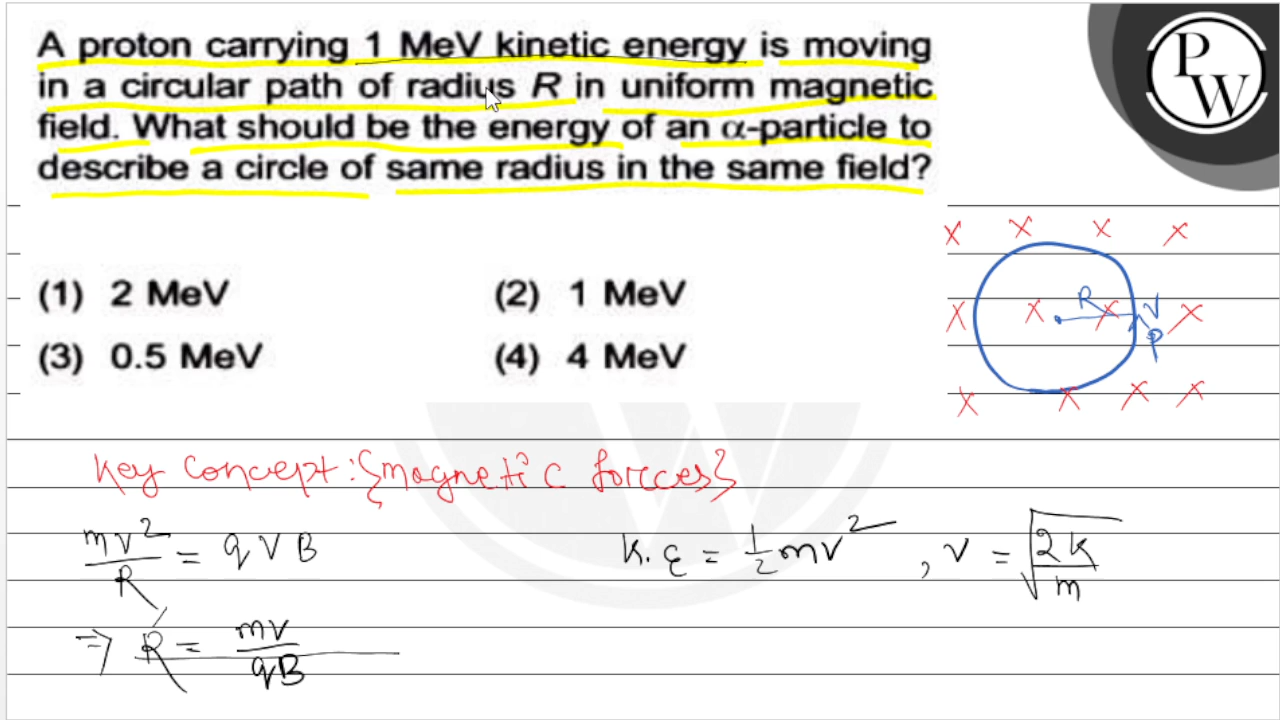 A proton carrying 1 MeV kinetic energy is moving
in a circular path of radius R in uniform magnetic
field. What should be the energy of an α-particle to
describe a circle of same radius in the same field?
P
W
(1) 2 MeV (2) 1 MeV
(3) 0.5 MeV (4) 4 MeV
x x x x
x x R x v x
p
x x x x
Key Concept: {magnetic forces}
mv²/R = qVB K.E = ½mv², v = √(2k/m)
⇒ R = mv/qB